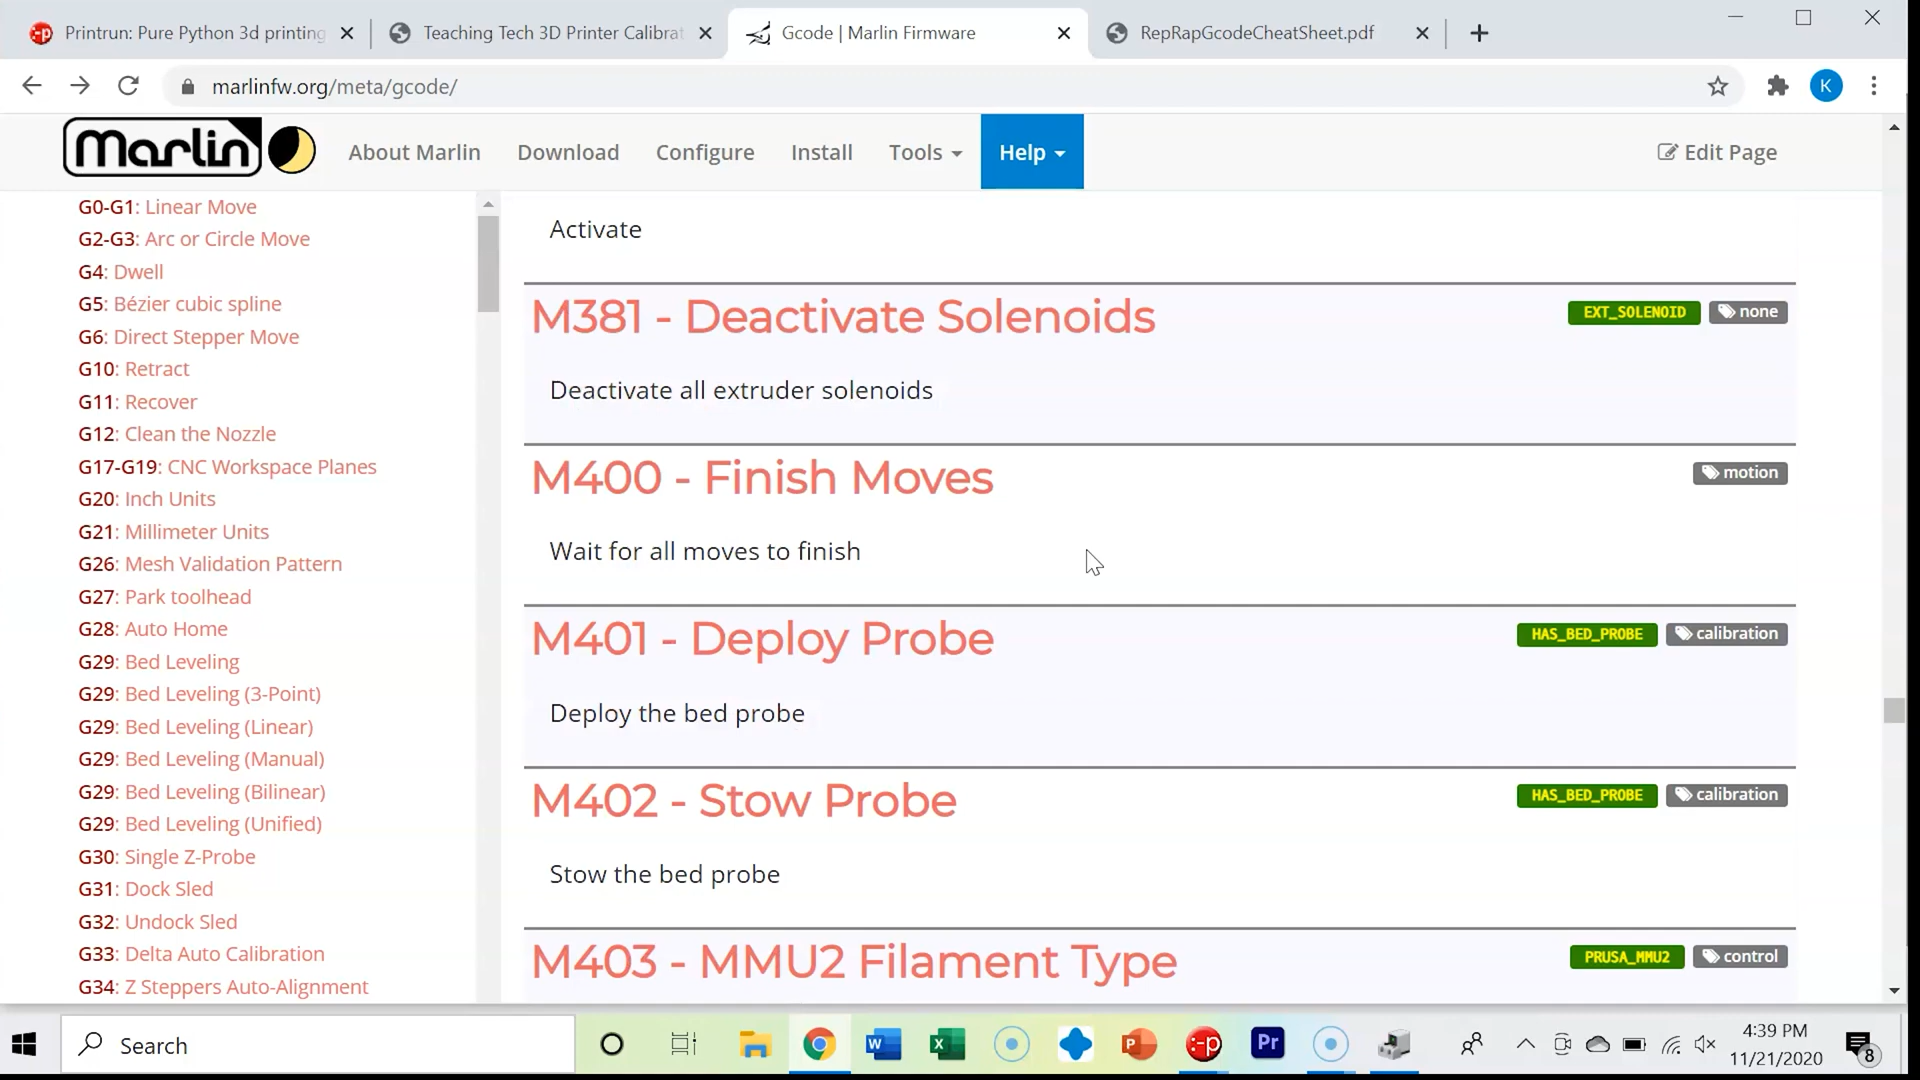 Printrun: Pure Python 3d printing
Teaching Tech 3D Printer Calibrat
Gcode | Marlin Firmware
RepRapGcodeCheatSheet.pdf
marlinfw.org/meta/gcode/
K
Marlin
About Marlin
Download
Configure
Install
Tools
Help
Edit Page
G0-G1: Linear Move
G2-G3: Arc or Circle Move
G4: Dwell
G5: Bézier cubic spline
G6: Direct Stepper Move
G10: Retract
G11: Recover
G12: Clean the Nozzle
G17-G19: CNC Workspace Planes
G20: Inch Units
G21: Millimeter Units
G26: Mesh Validation Pattern
G27: Park toolhead
G28: Auto Home
G29: Bed Leveling
G29: Bed Leveling (3-Point)
G29: Bed Leveling (Linear)
G29: Bed Leveling (Manual)
G29: Bed Leveling (Bilinear)
G29: Bed Leveling (Unified)
G30: Single Z-Probe
G31: Dock Sled
G32: Undock Sled
G33: Delta Auto Calibration
G34: Z Steppers Auto-Alignment
Activate
M381 - Deactivate Solenoids
EXT_SOLENOID
none
Deactivate all extruder solenoids
M400 - Finish Moves
motion
Wait for all moves to finish
M401 - Deploy Probe
HAS_BED_PROBE
calibration
Deploy the bed probe
M402 - Stow Probe
HAS_BED_PROBE
calibration
Stow the bed probe
M403 - MMU2 Filament Type
PRUSA_MMU2
control
Search
W
X
P
:p
Pr
4:39 PM
11/21/2020
8